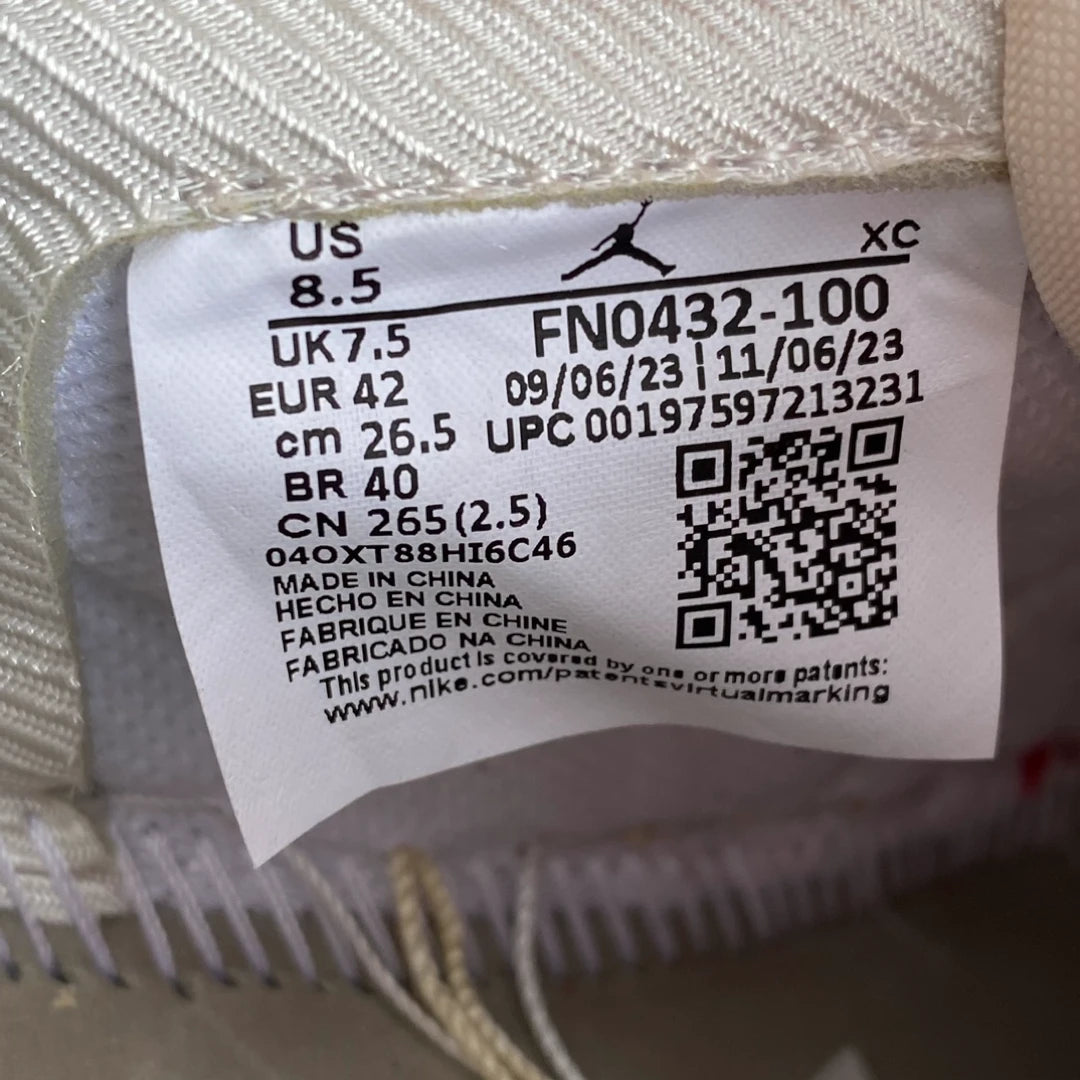 US XC
8.5
UK 7.5 FN0432-100
EUR 42 09/06/23 | 11/06/23
cm 26.5 UPC 00197597213231
BR 40
CN 265(2.5)
04OXT88HI6C46
MADE IN CHINA
HECHO EN CHINA
FABRIQUE EN CHINE
FABRICADO NA CHINA
This product is covered by one or more patents:
www.nike.com/patentsvirtualmarking